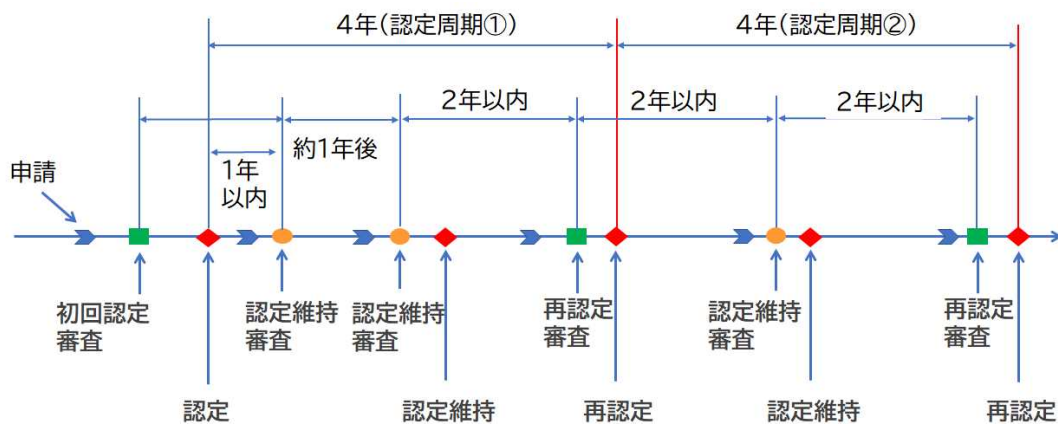 4年(認定周期①)
4年(認定周期②)
2年以内
2年以内
2年以内
約1年後
1年
以内
申請
初回認定
審査
認定維持
審査
認定維持
審査
再認定
審査
認定維持
審査
再認定
審査
認定
認定維持
再認定
認定維持
再認定